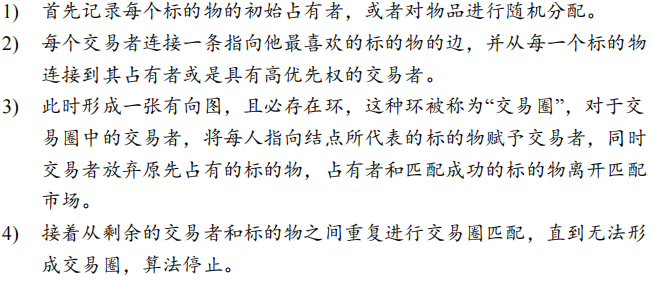 1) 首先记录每个标的物的初始占有者，或者对物品进行随机分配。
2) 每个交易者连接一条指向他最喜欢的标的物的边，并从每一个标的物
连接到其占有者或是具有高优先权的交易者。
3) 此时形成一张有向图，且必存在环，这种环被称为“交易圈”，对于交
易圈中的交易者，将每人指向结点所代表的标的物赋予交易者，同时
交易者放弃原先占有的标的物，占有者和匹配成功的标的物离开匹配
市场。
4) 接着从剩余的交易者和标的物之间重复进行交易圈匹配，直到无法形
成交易圈，算法停止。